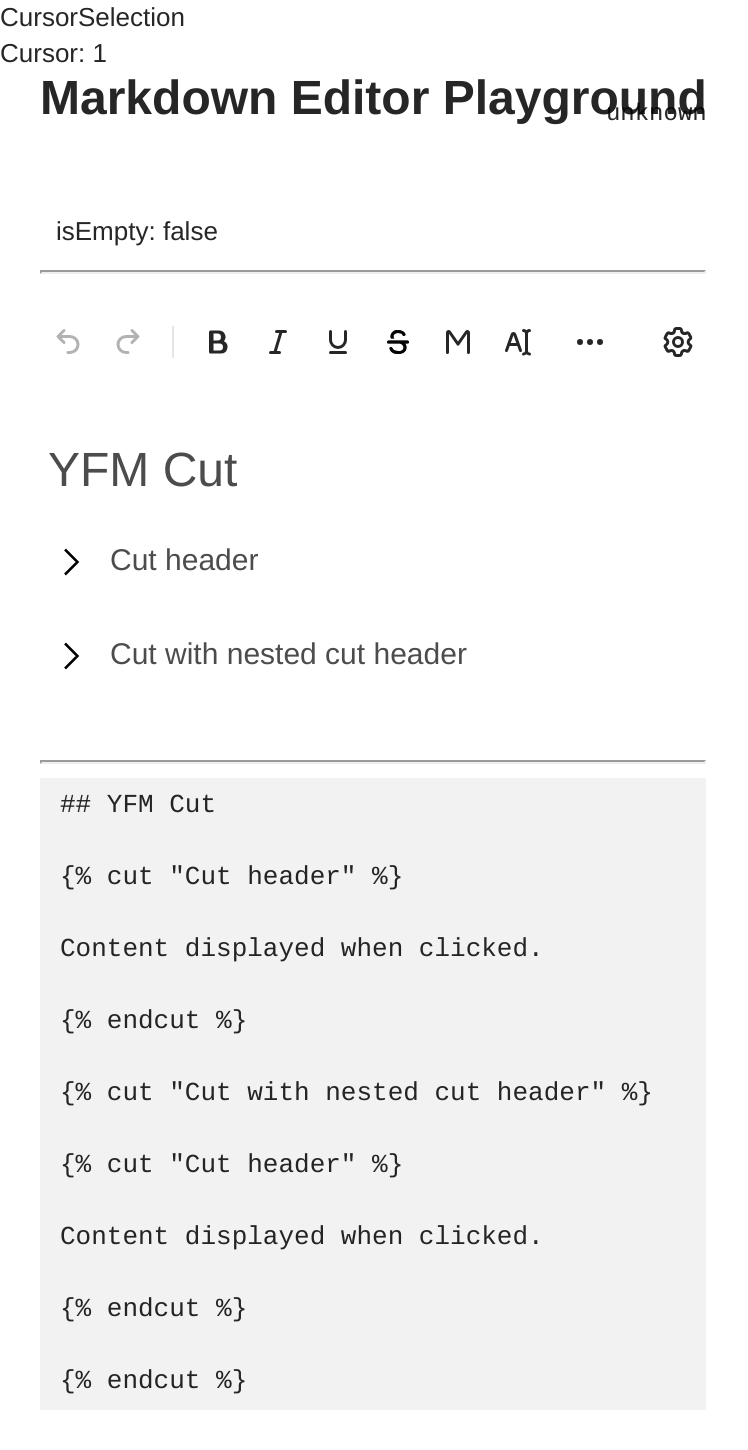 CursorSelection
Cursor: 1
Markdown Editor Playground
unknown
isEmpty: false
YFM Cut
Cut header
Cut with nested cut header
## YFM Cut
{% cut "Cut header" %}
Content displayed when clicked.
{% endcut %}
{% cut "Cut with nested cut header" %}
{% cut "Cut header" %}
Content displayed when clicked.
{% endcut %}
{% endcut %}